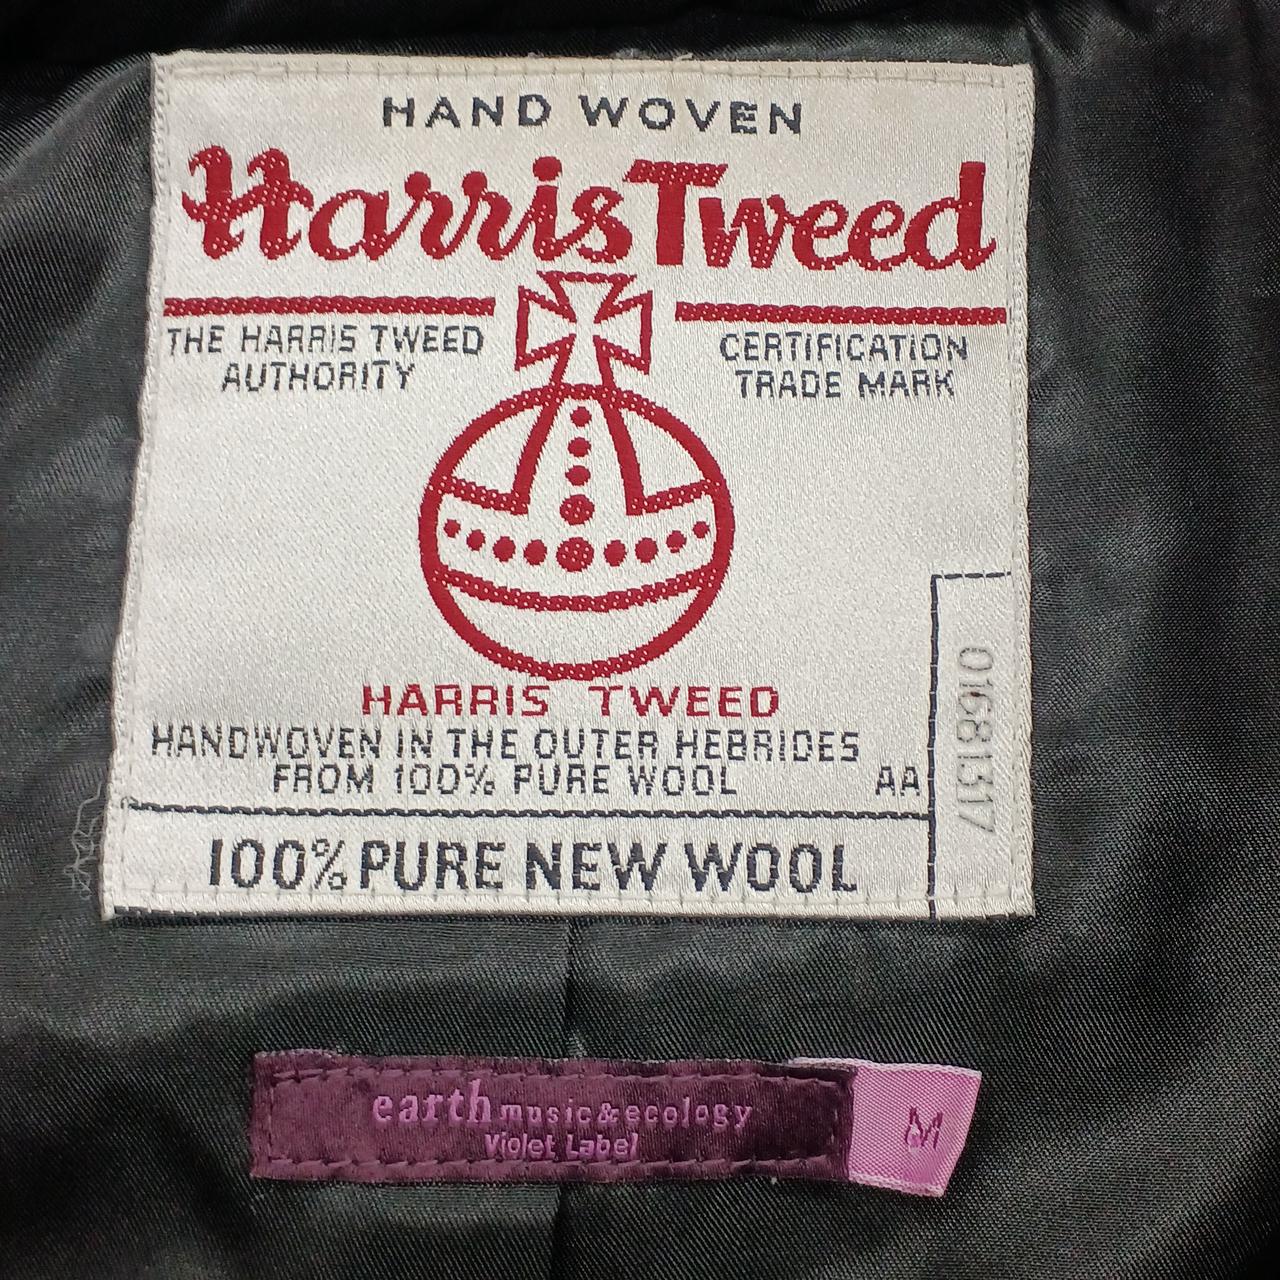 HAND WOVEN
Harris Tweed
THE HARRIS TWEED
AUTHORITY
CERTIFICATION
TRADE MARK
HARRIS TWEED
HANDWOVEN IN THE OUTER HEBRIDES
FROM 100% PURE WOOL
AA
01681317
100% PURE NEW WOOL
earth music & ecology
Violet Label
M